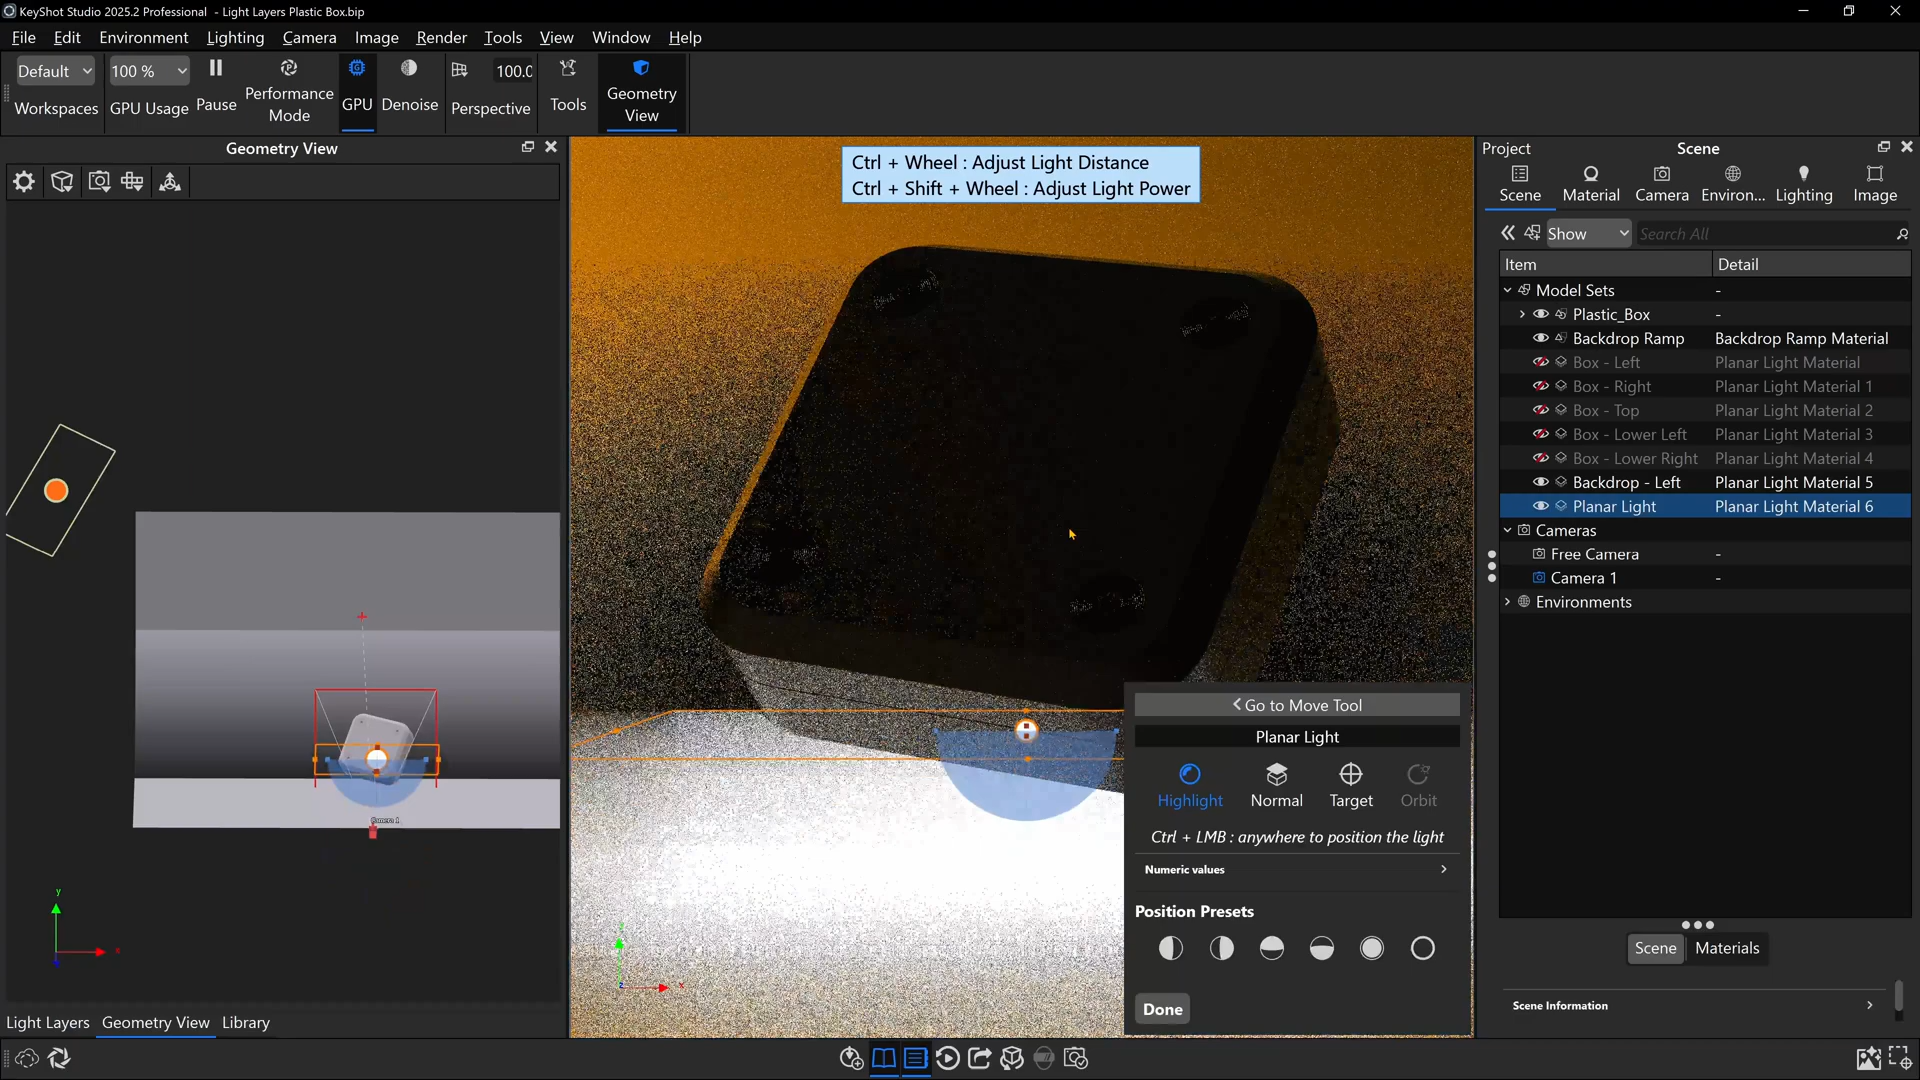 KeyShot Studio 2025.2 Professional - Light Layers Plastic Box.bip
File Edit Environment Lighting Camera Image Render Tools View Window Help
Default 100 % 100.0
Workspaces GPU Usage Pause Performance Mode GPU Denoise Perspective Tools Geometry View
Geometry View
Ctrl + Wheel : Adjust Light Distance
Ctrl + Shift + Wheel : Adjust Light Power
Project Scene
Scene Material Camera Environ... Lighting Image
Show Search All
Item Detail
Model Sets -
Plastic_Box -
Backdrop Ramp Backdrop Ramp Material
Box - Left Planar Light Material
Box - Right Planar Light Material 1
Box - Top Planar Light Material 2
Box - Lower Left Planar Light Material 3
Box - Lower Right Planar Light Material 4
Backdrop - Left Planar Light Material 5
Planar Light Planar Light Material 6
Cameras
Free Camera -
Camera 1 -
Environments
Camera 1
y
x
z
x
Go to Move Tool
Planar Light
Highlight Normal Target Orbit
Ctrl + LMB : anywhere to position the light
Numeric values
Position Presets
Done
Scene Materials
Scene Information
Light Layers Geometry View Library